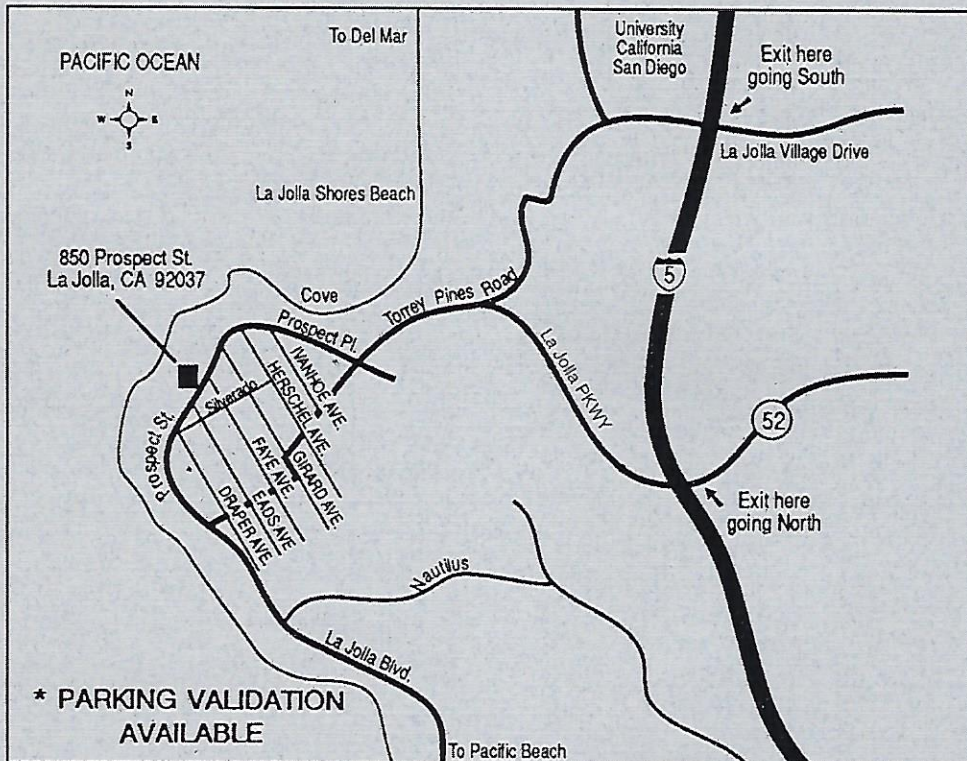 To Del Mar
University
California
San Diego
PACIFIC OCEAN
N
W E
S
Exit here
going South
La Jolla Village Drive
La Jolla Shores Beach
850 Prospect St.
La Jolla, CA 92037
5
Cove
Torrey Pines Road
Prospect Pl.
La Jolla PKWY
IVANHOE AVE.
HERSCHEL AVE.
Silverado
GIRARD AVE.
FAYE AVE.
EADS AVE
DRAPER AVE.
Prospect St.
52
Exit here
going North
Nautilus
La Jolla Blvd.
* PARKING VALIDATION
AVAILABLE
To Pacific Beach